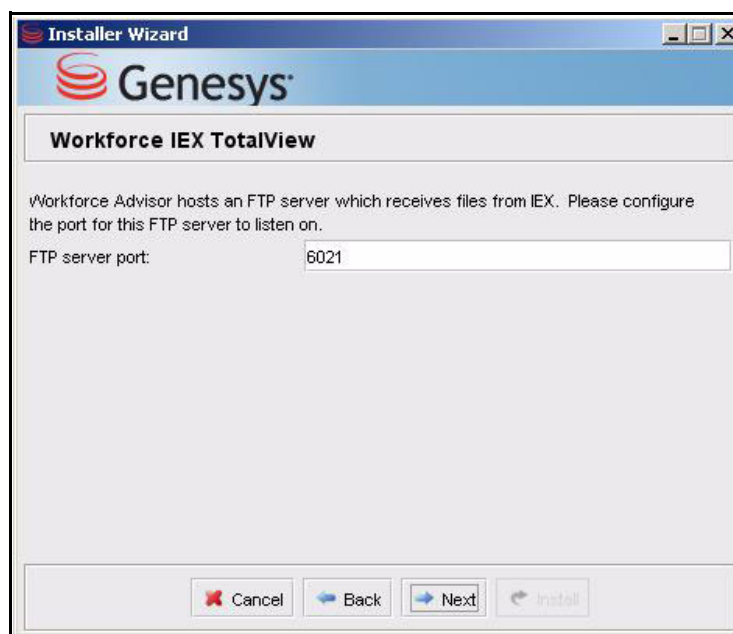 Installer Wizard
Genesys
Workforce IEX TotalView
Workforce Advisor hosts an FTP server which receives files from IEX. Please configure
the port for this FTP server to listen on.
FTP server port:
6021
Cancel
Back
Next
Install